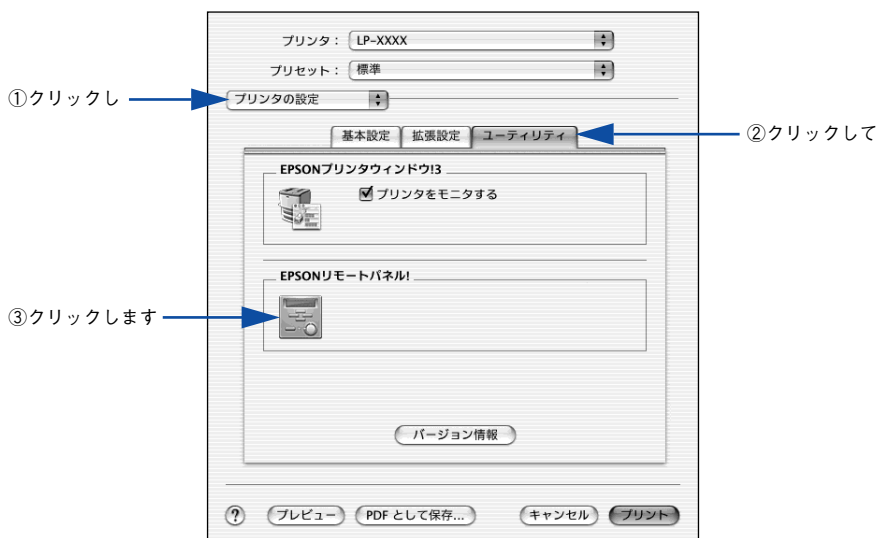 プリンタ： LP-XXXX
プリセット： 標準
①クリックし
プリンタの設定
基本設定 拡張設定 ユーティリティ
②クリックして
EPSONプリンタウィンドウ!3
プリンタをモニタする
EPSONリモートパネル!
③クリックします
バージョン情報
? プレビュー PDF として保存... キャンセル プリント